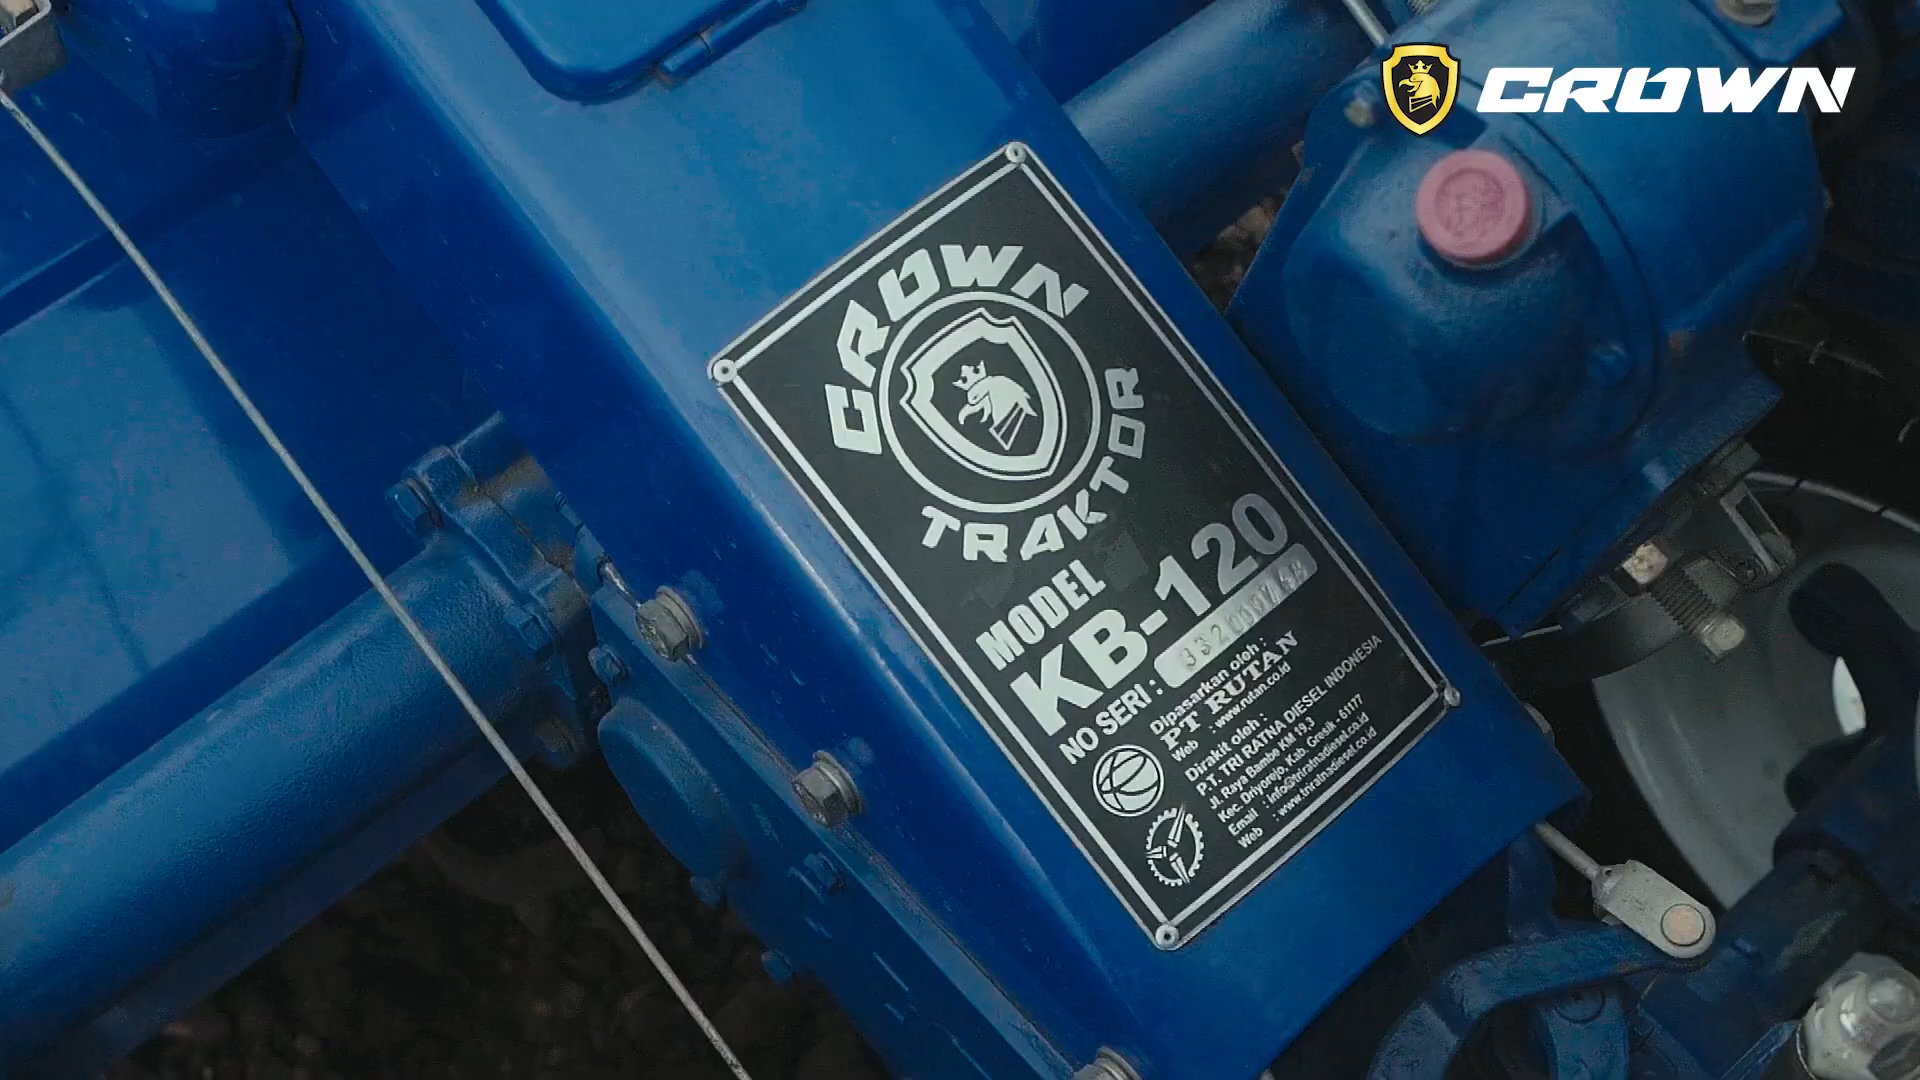 CROWN
CROWN
TRAKTOR
MODEL
KB-120
NO SERI :
Dipasarkan oleh :
PT RUTAN
Web : www.rutan.co.id
Dirakit oleh :
P.T. TRI RATNA DIESEL INDONESIA
Jl. Raya Bambe KM 19,3
Kec. Driyorejo, Kab. Gresik - 61177
Email : info@triratnadiesel.co.id
Web : www.triratnadiesel.co.id